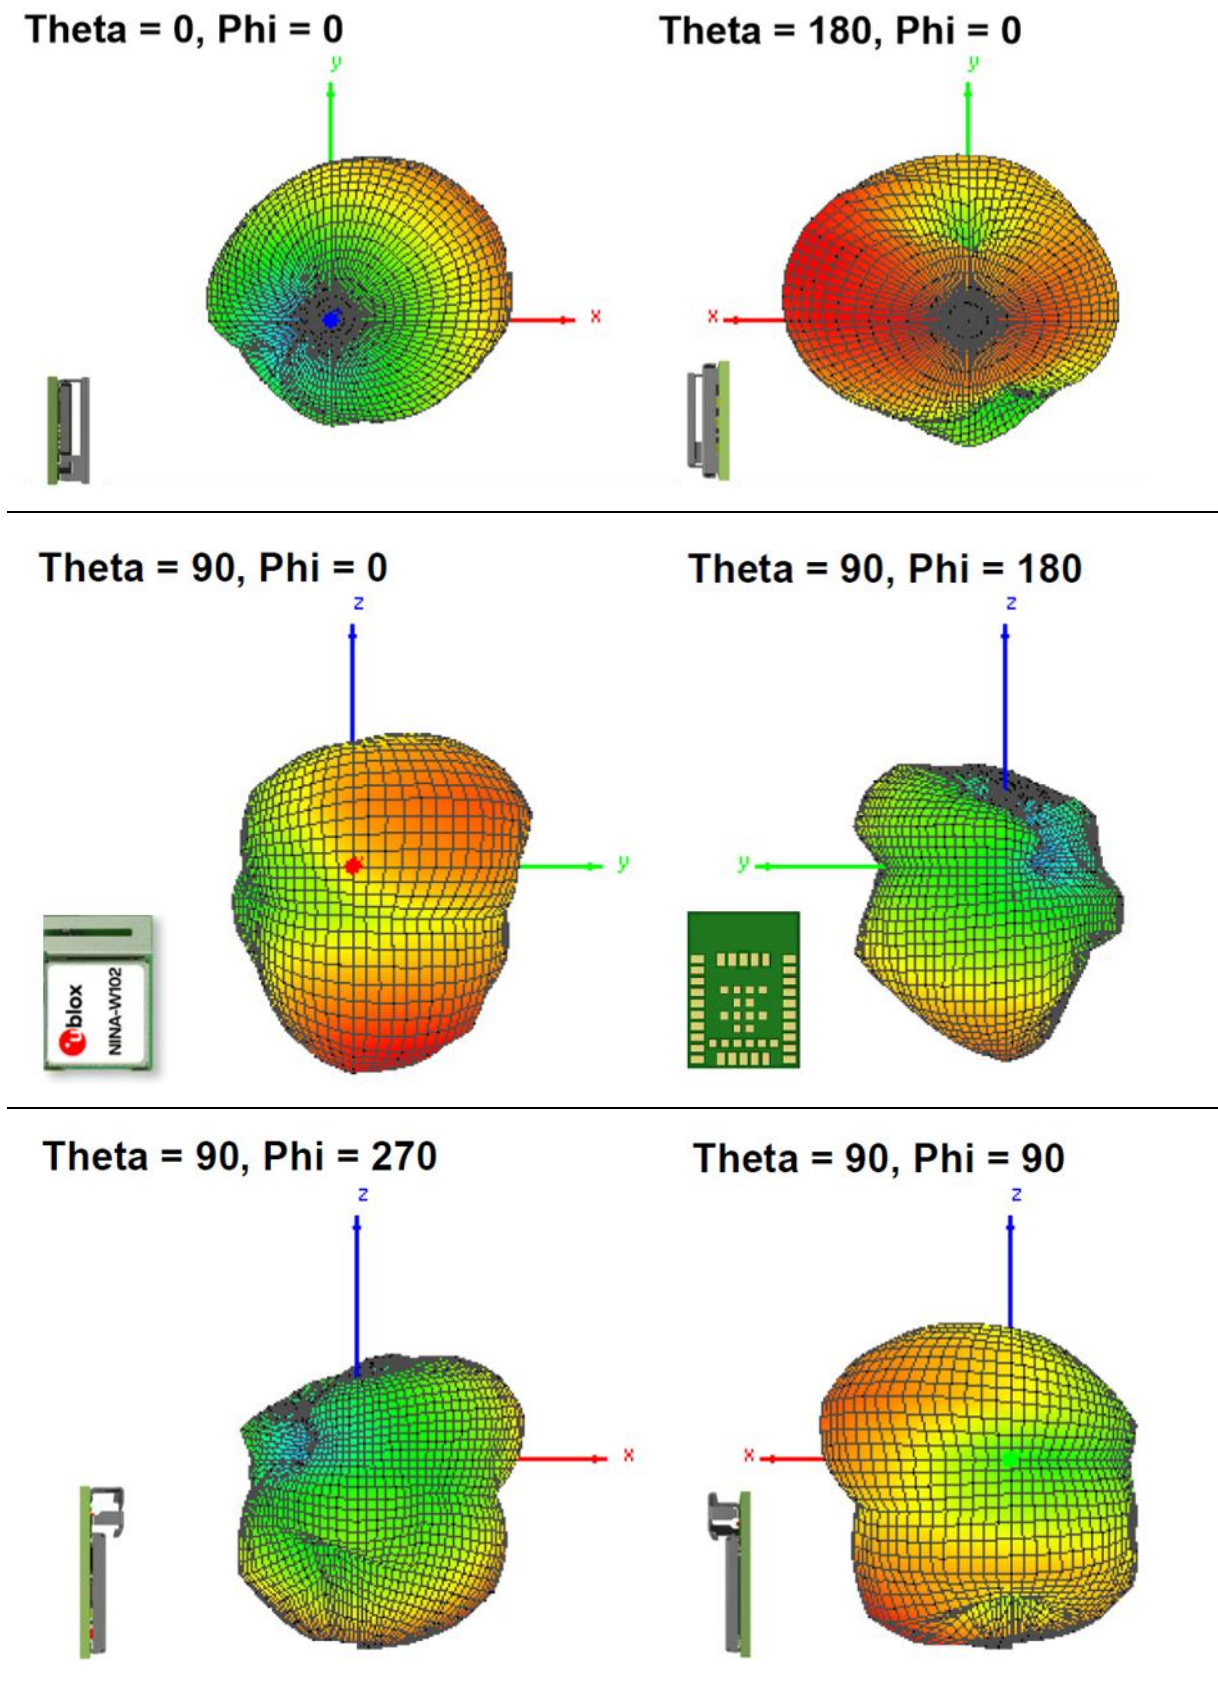 Theta = 0, Phi = 0
Theta = 180, Phi = 0
y
y
x
x
Theta = 90, Phi = 0
Theta = 90, Phi = 180
z
z
y
y
ublox
NINA-W102
Theta = 90, Phi = 270
Theta = 90, Phi = 90
z
z
x
x